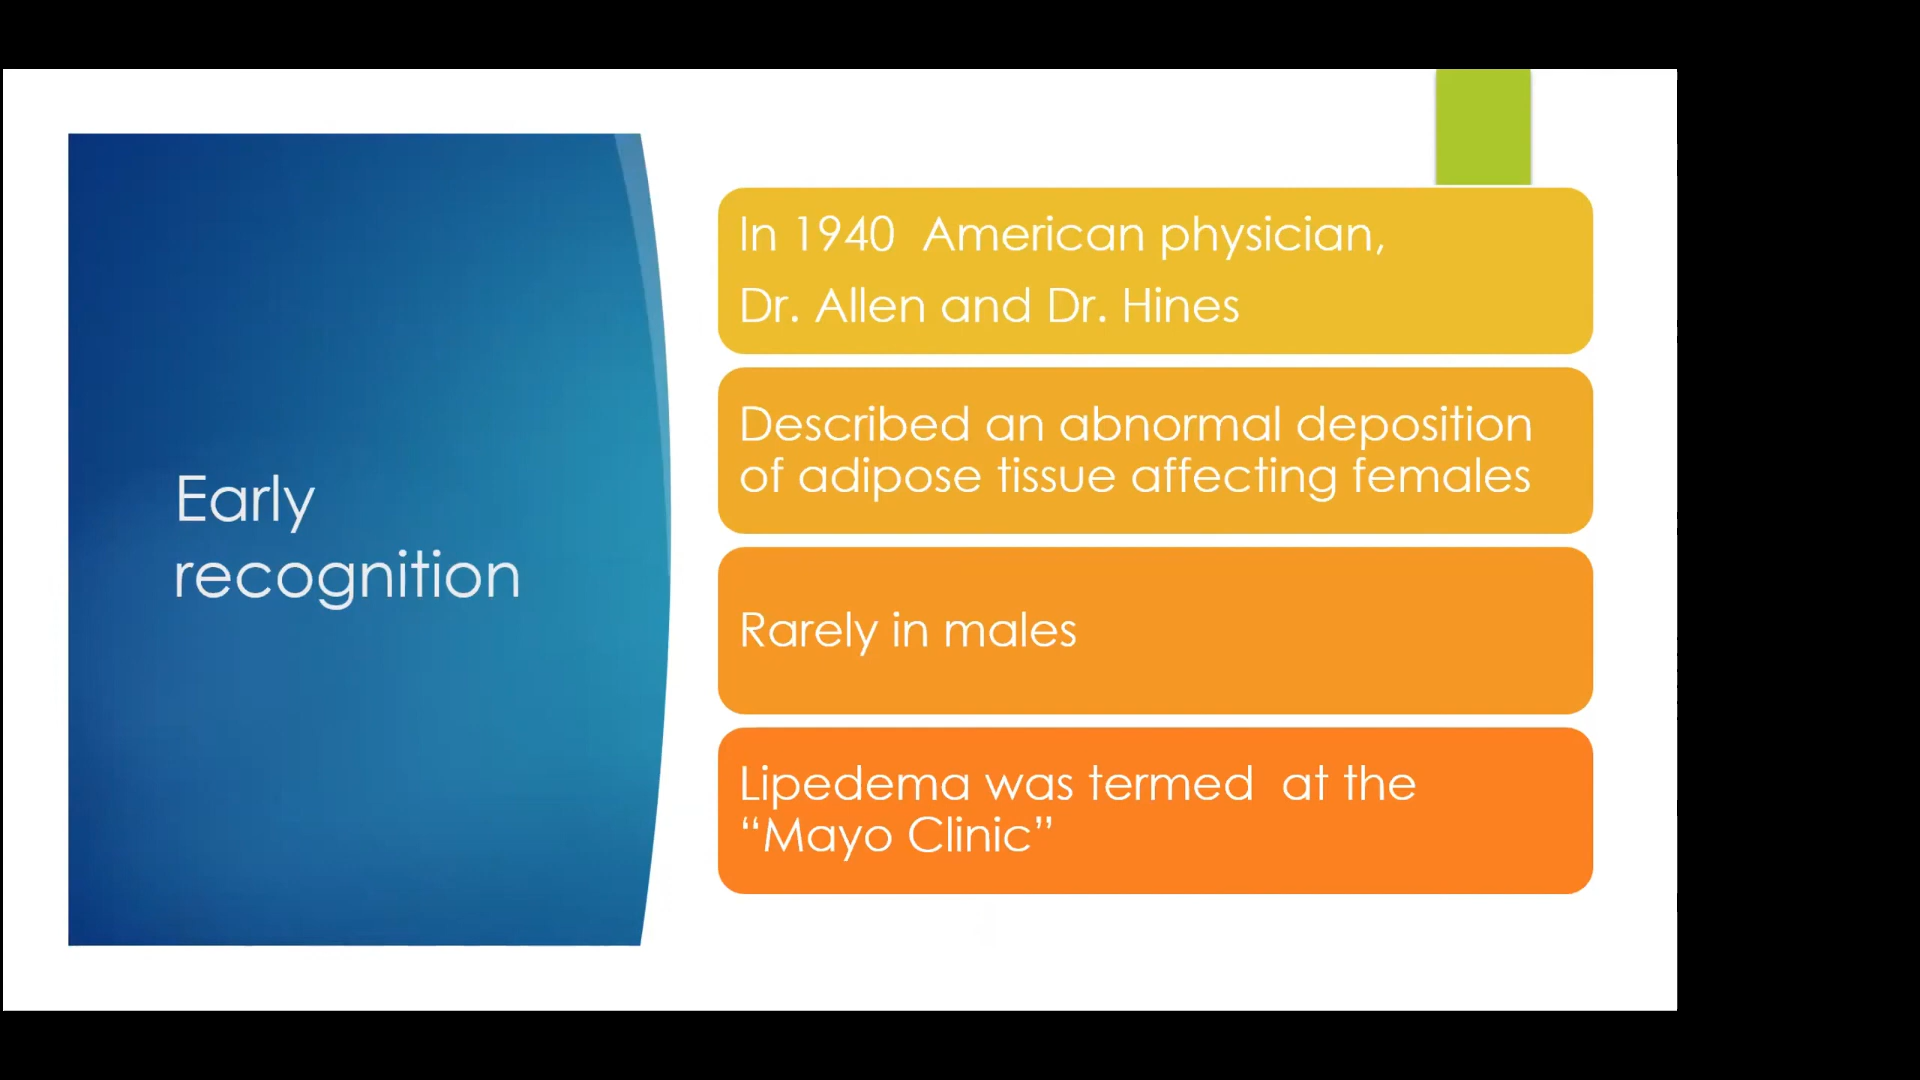 Early
recognition
In 1940  American physician,
Dr. Allen and Dr. Hines
Described an abnormal deposition
of adipose tissue affecting females
Rarely in males
Lipedema was termed  at the
“Mayo Clinic”